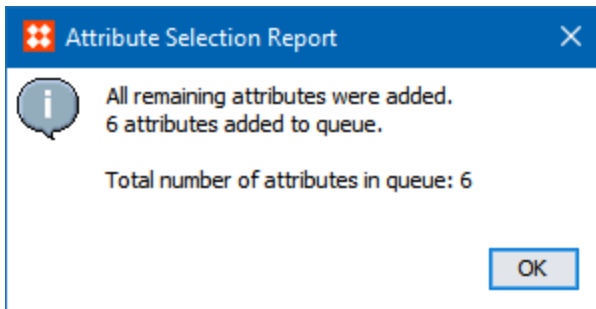 Attribute Selection Report
All remaining attributes were added.
6 attributes added to queue.
Total number of attributes in queue: 6
OK